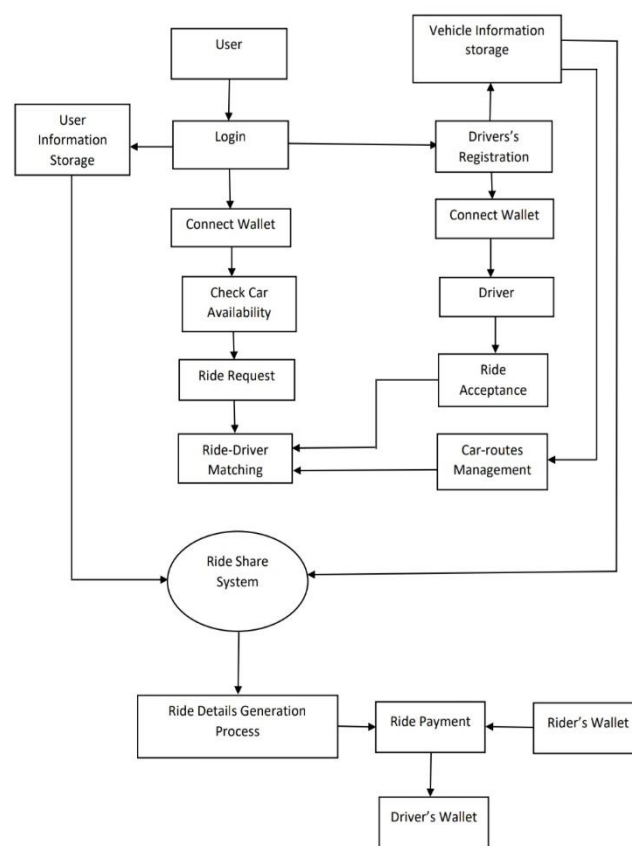 User
Vehicle Information
storage
User
Information
Storage
Login
Drivers's
Registration
Connect Wallet
Connect Wallet
Check Car
Availability
Driver
Ride Request
Ride
Acceptance
Ride-Driver
Matching
Car-routes
Management
Ride Share
System
Ride Details Generation
Process
Ride Payment
Rider's Wallet
Driver's Wallet